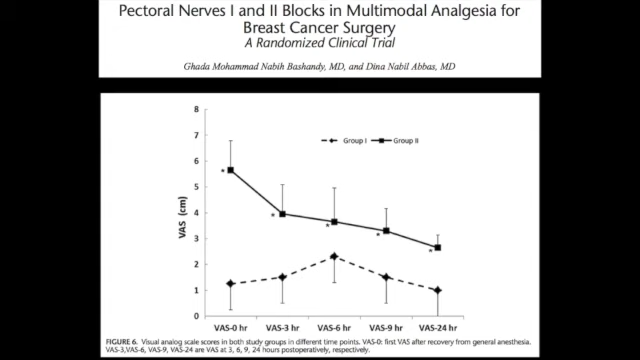 Pectoral Nerves I and II Blocks in Multimodal Analgesia for
Breast Cancer Surgery
A Randomized Clinical Trial
Ghada Mohammad Nabih Bashandy, MD, and Dina Nabil Abbas, MD
8
7
6
5
4
3
2
1
0
VAS (cm)
Group I
Group II
*
*
*
*
*
VAS-0 hr VAS-3 hr VAS-6 hr VAS-9 hr VAS-24 hr
FIGURE 6. Visual analog scale scores in both study groups in different time points. VAS-0: first VAS after recovery from general anesthesia.
VAS-3,VAS-6, VAS-9, VAS-24 are VAS at 3, 6, 9, 24 hours postoperatively, respectively.